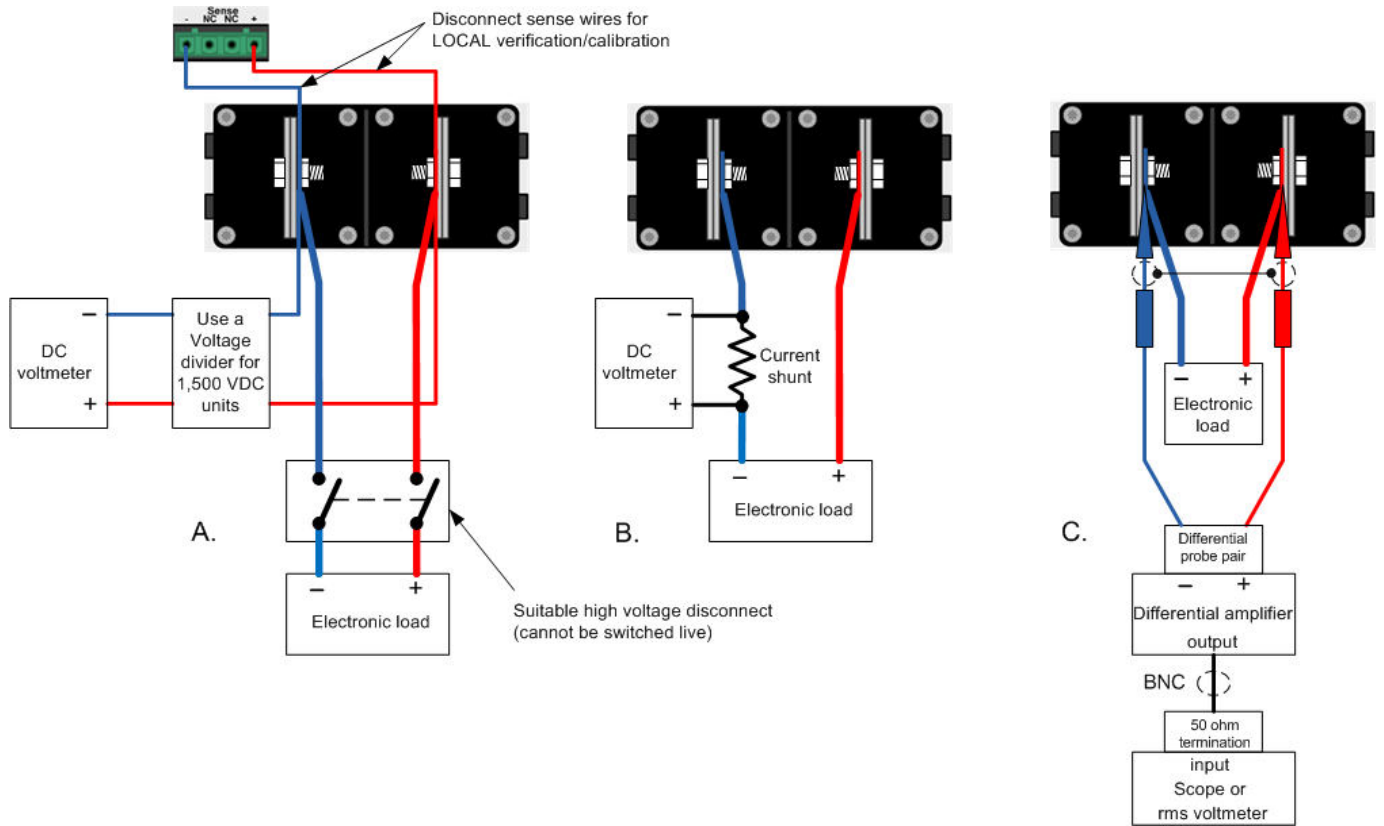 Sense
- NC NC +
Disconnect sense wires for
LOCAL verification/calibration
DC
voltmeter
−
+
Use a
Voltage
divider for
1,500 VDC
units
A.
− +
Electronic load
Suitable high voltage disconnect
(cannot be switched live)
DC
voltmeter
−
+
Current
shunt
B.
− +
Electronic load
− +
Electronic
load
C.
Differential
probe pair
− +
Differential amplifier
output
BNC
50 ohm
termination
input
Scope or
rms voltmeter